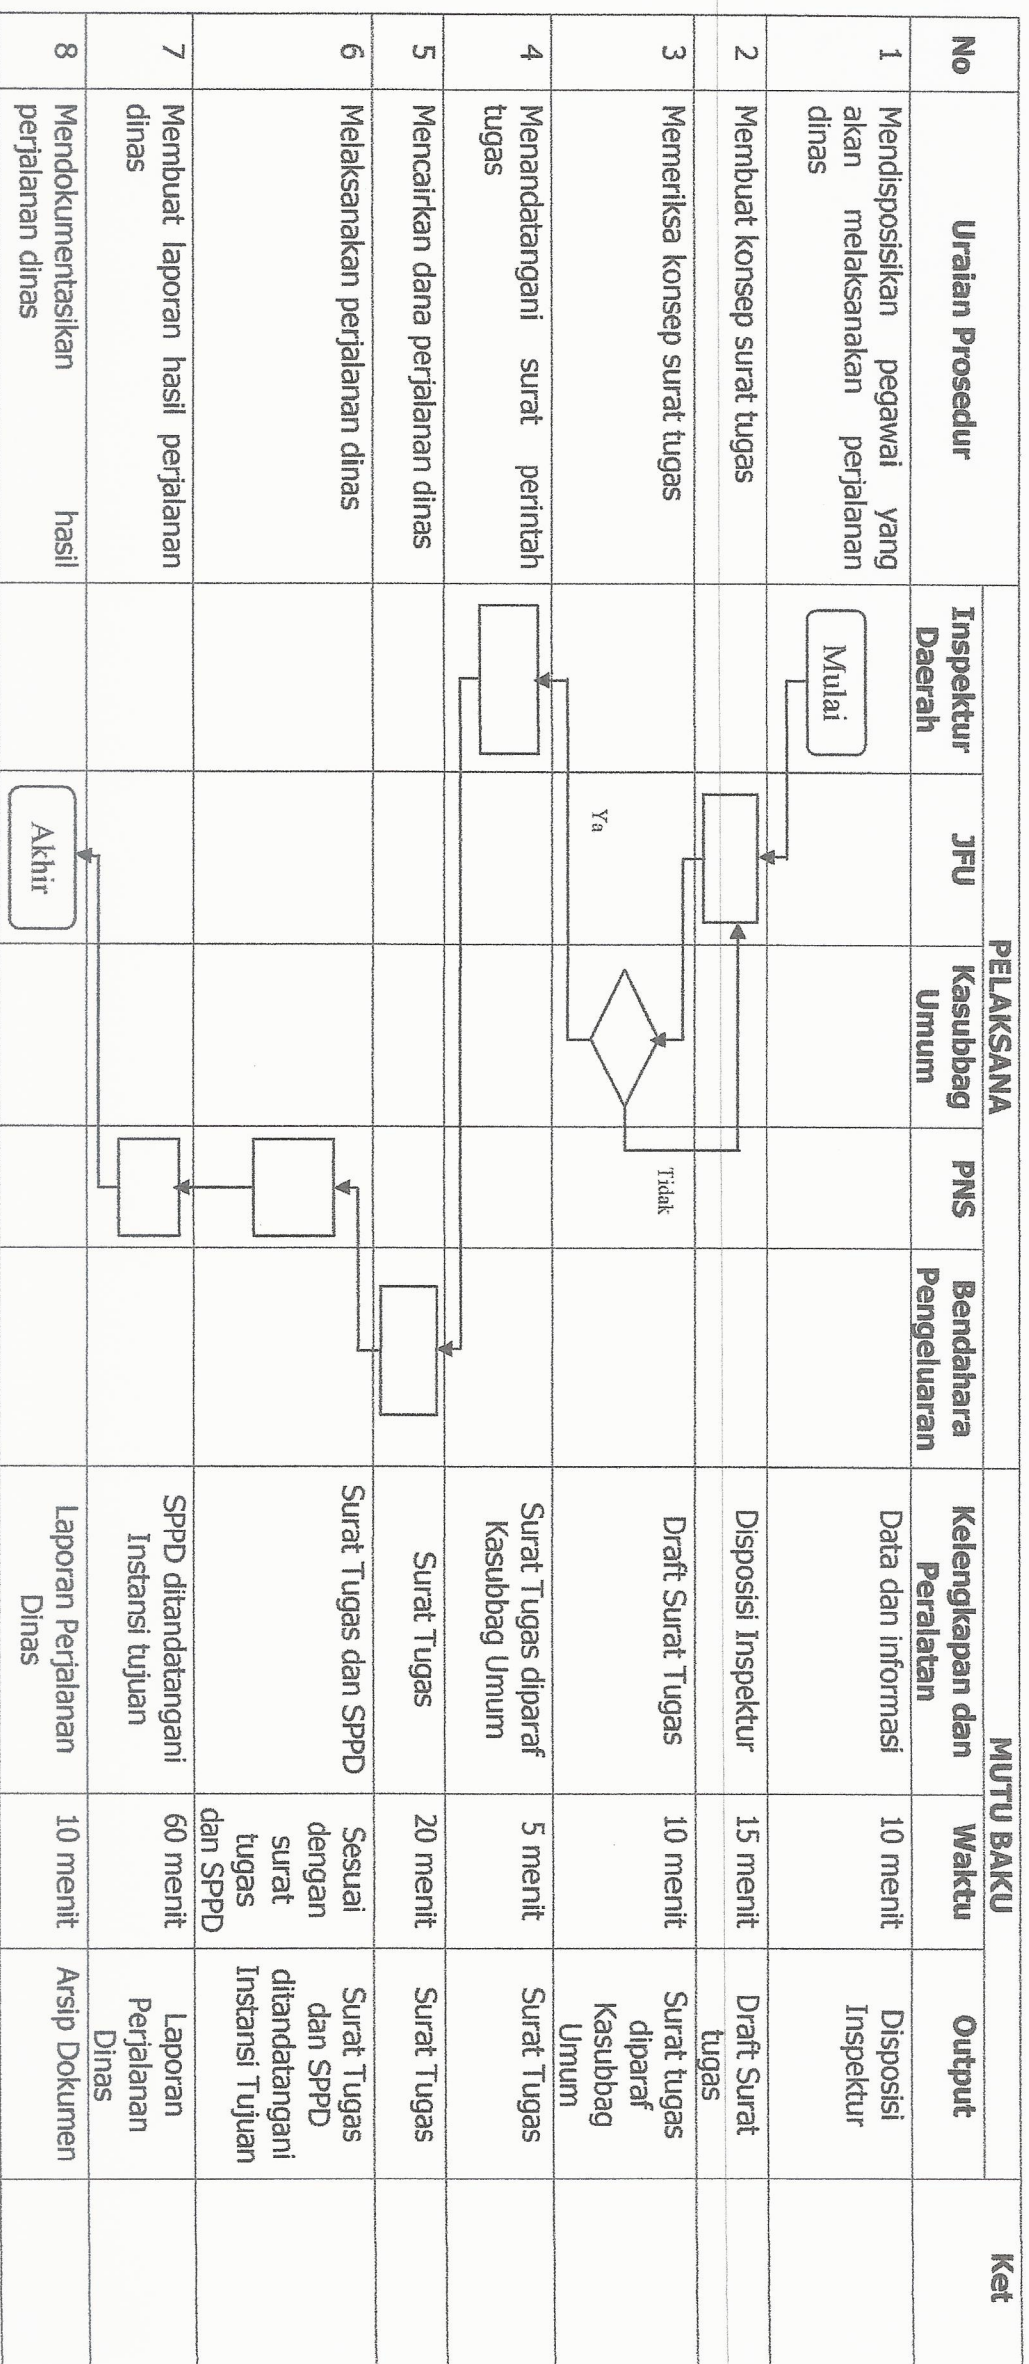 No
Uraian Prosedur
PELAKSANA
MUTU BAKU
Ket
Inspektur
Daerah
JFU
Kasubbag
Umum
PNS
Bendahara
Pengeluaran
Kelengkapan dan
Peralatan
Waktu
Output
1
Mendisposisikan pegawai yang
akan melaksanakan perjalanan
dinas
Mulai
Data dan informasi
10 menit
Disposisi
Inspektur
2
Membuat konsep surat tugas
Disposisi Inspektur
15 menit
Draft Surat
tugas
3
Memeriksa konsep surat tugas
Ya
Tidak
Draft Surat Tugas
10 menit
Surat tugas
diparaf
Kasubbag
Umum
4
Menandatangani surat perintah
tugas
Surat Tugas diparaf
Kasubbag Umum
5 menit
Surat Tugas
5
Mencairkan dana perjalanan dinas
Surat Tugas
20 menit
Surat Tugas
6
Melaksanakan perjalanan dinas
Surat Tugas dan SPPD
Sesuai
dengan
surat
tugas
dan SPPD
Surat Tugas
dan SPPD
ditandatangani
Instansi Tujuan
7
Membuat laporan hasil perjalanan
dinas
SPPD ditandatangani
Instansi tujuan
60 menit
Laporan
Perjalanan
Dinas
8
Mendokumentasikan hasil
perjalanan dinas
Akhir
Laporan Perjalanan
Dinas
10 menit
Arsip Dokumen